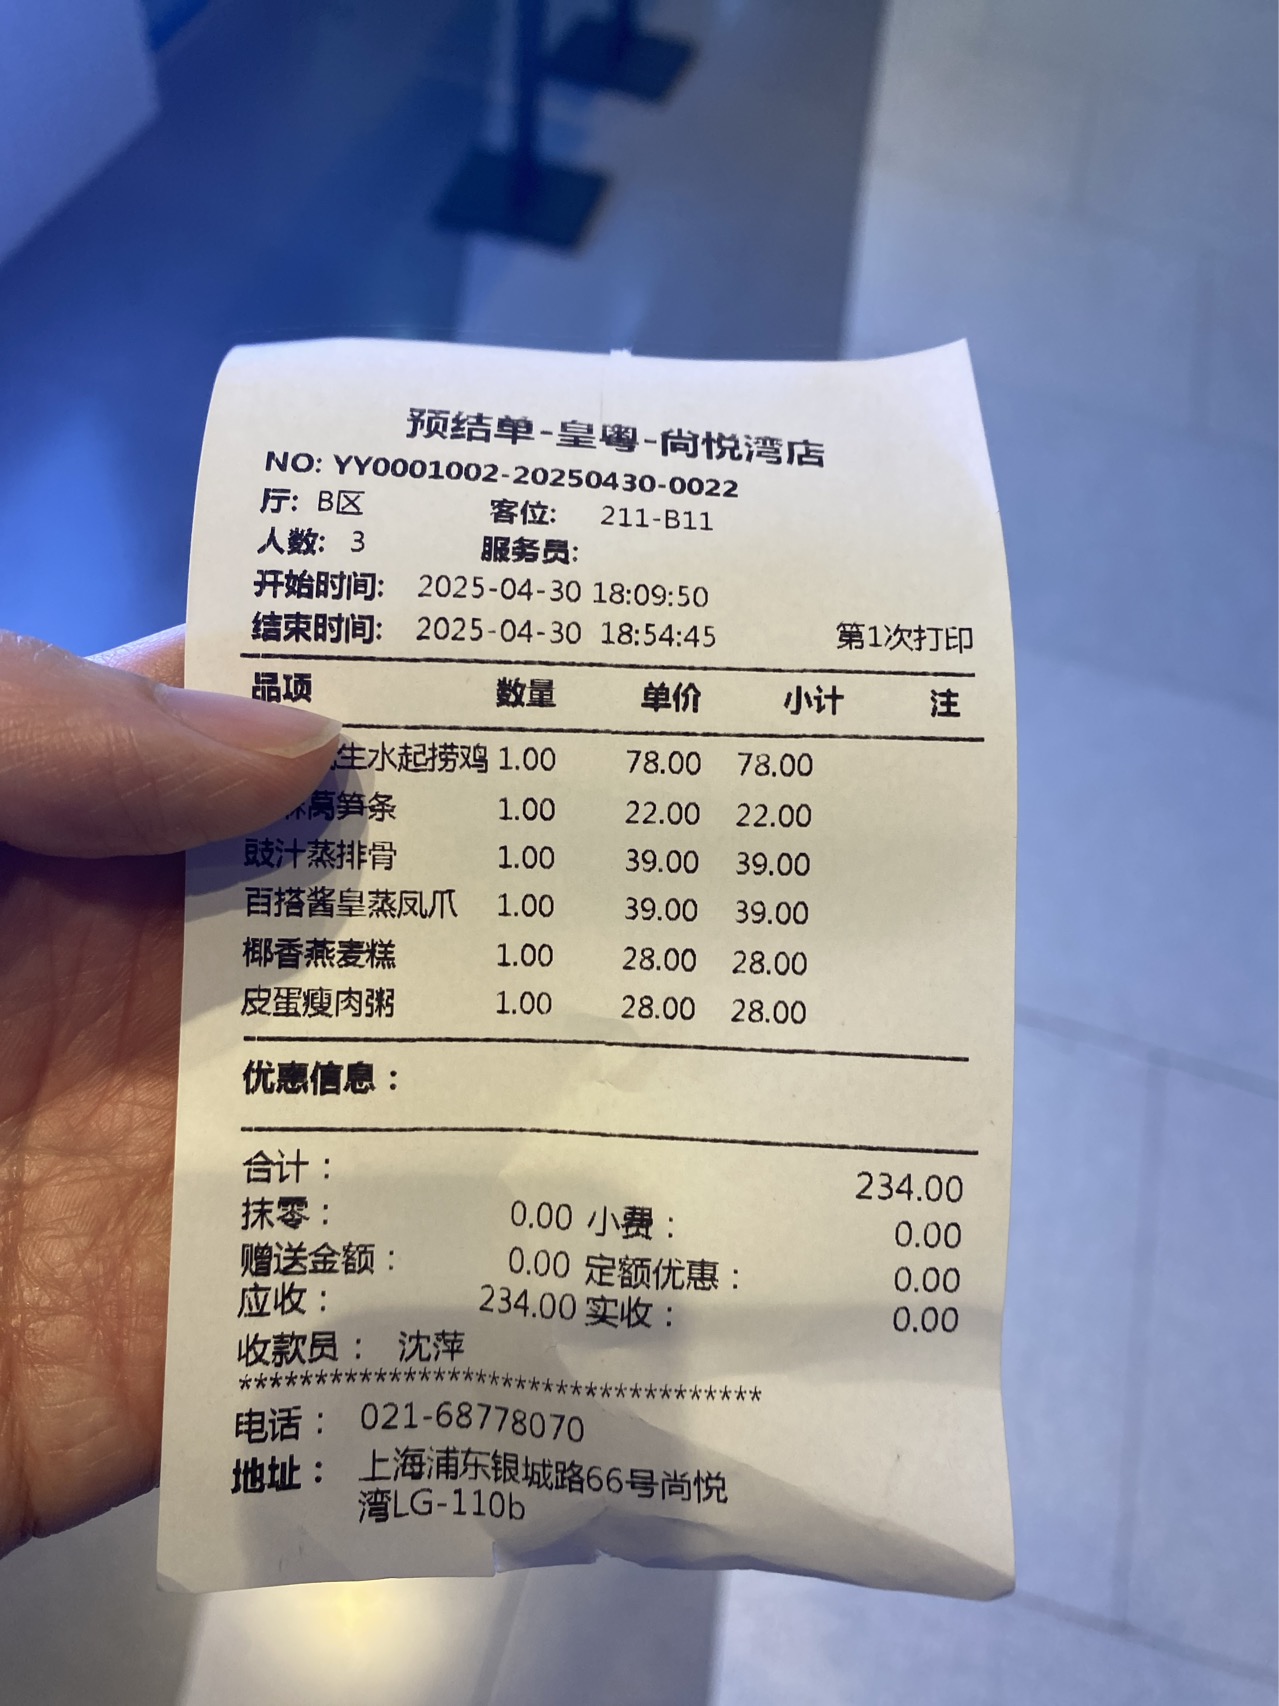 预结单-皇粤-尚悦湾店
NO: YY0001002-20250430-0022
厅: B区 客位: 211-B11
人数: 3 服务员:
开始时间: 2025-04-30 18:09:50
结束时间: 2025-04-30 18:54:45 第1次打印
品项 数量 单价 小计 注
生水起捞鸡 1.00 78.00 78.00
莴笋条 1.00 22.00 22.00
豉汁蒸排骨 1.00 39.00 39.00
百搭酱皇蒸凤爪 1.00 39.00 39.00
椰香燕麦糕 1.00 28.00 28.00
皮蛋瘦肉粥 1.00 28.00 28.00
优惠信息：
合计： 234.00
抹零： 0.00 小费： 0.00
赠送金额： 0.00 定额优惠： 0.00
应收： 234.00 实收： 0.00
收款员： 沈萍
***********************************
电话： 021-68778070
地址： 上海浦东银城路66号尚悦
湾LG-110b